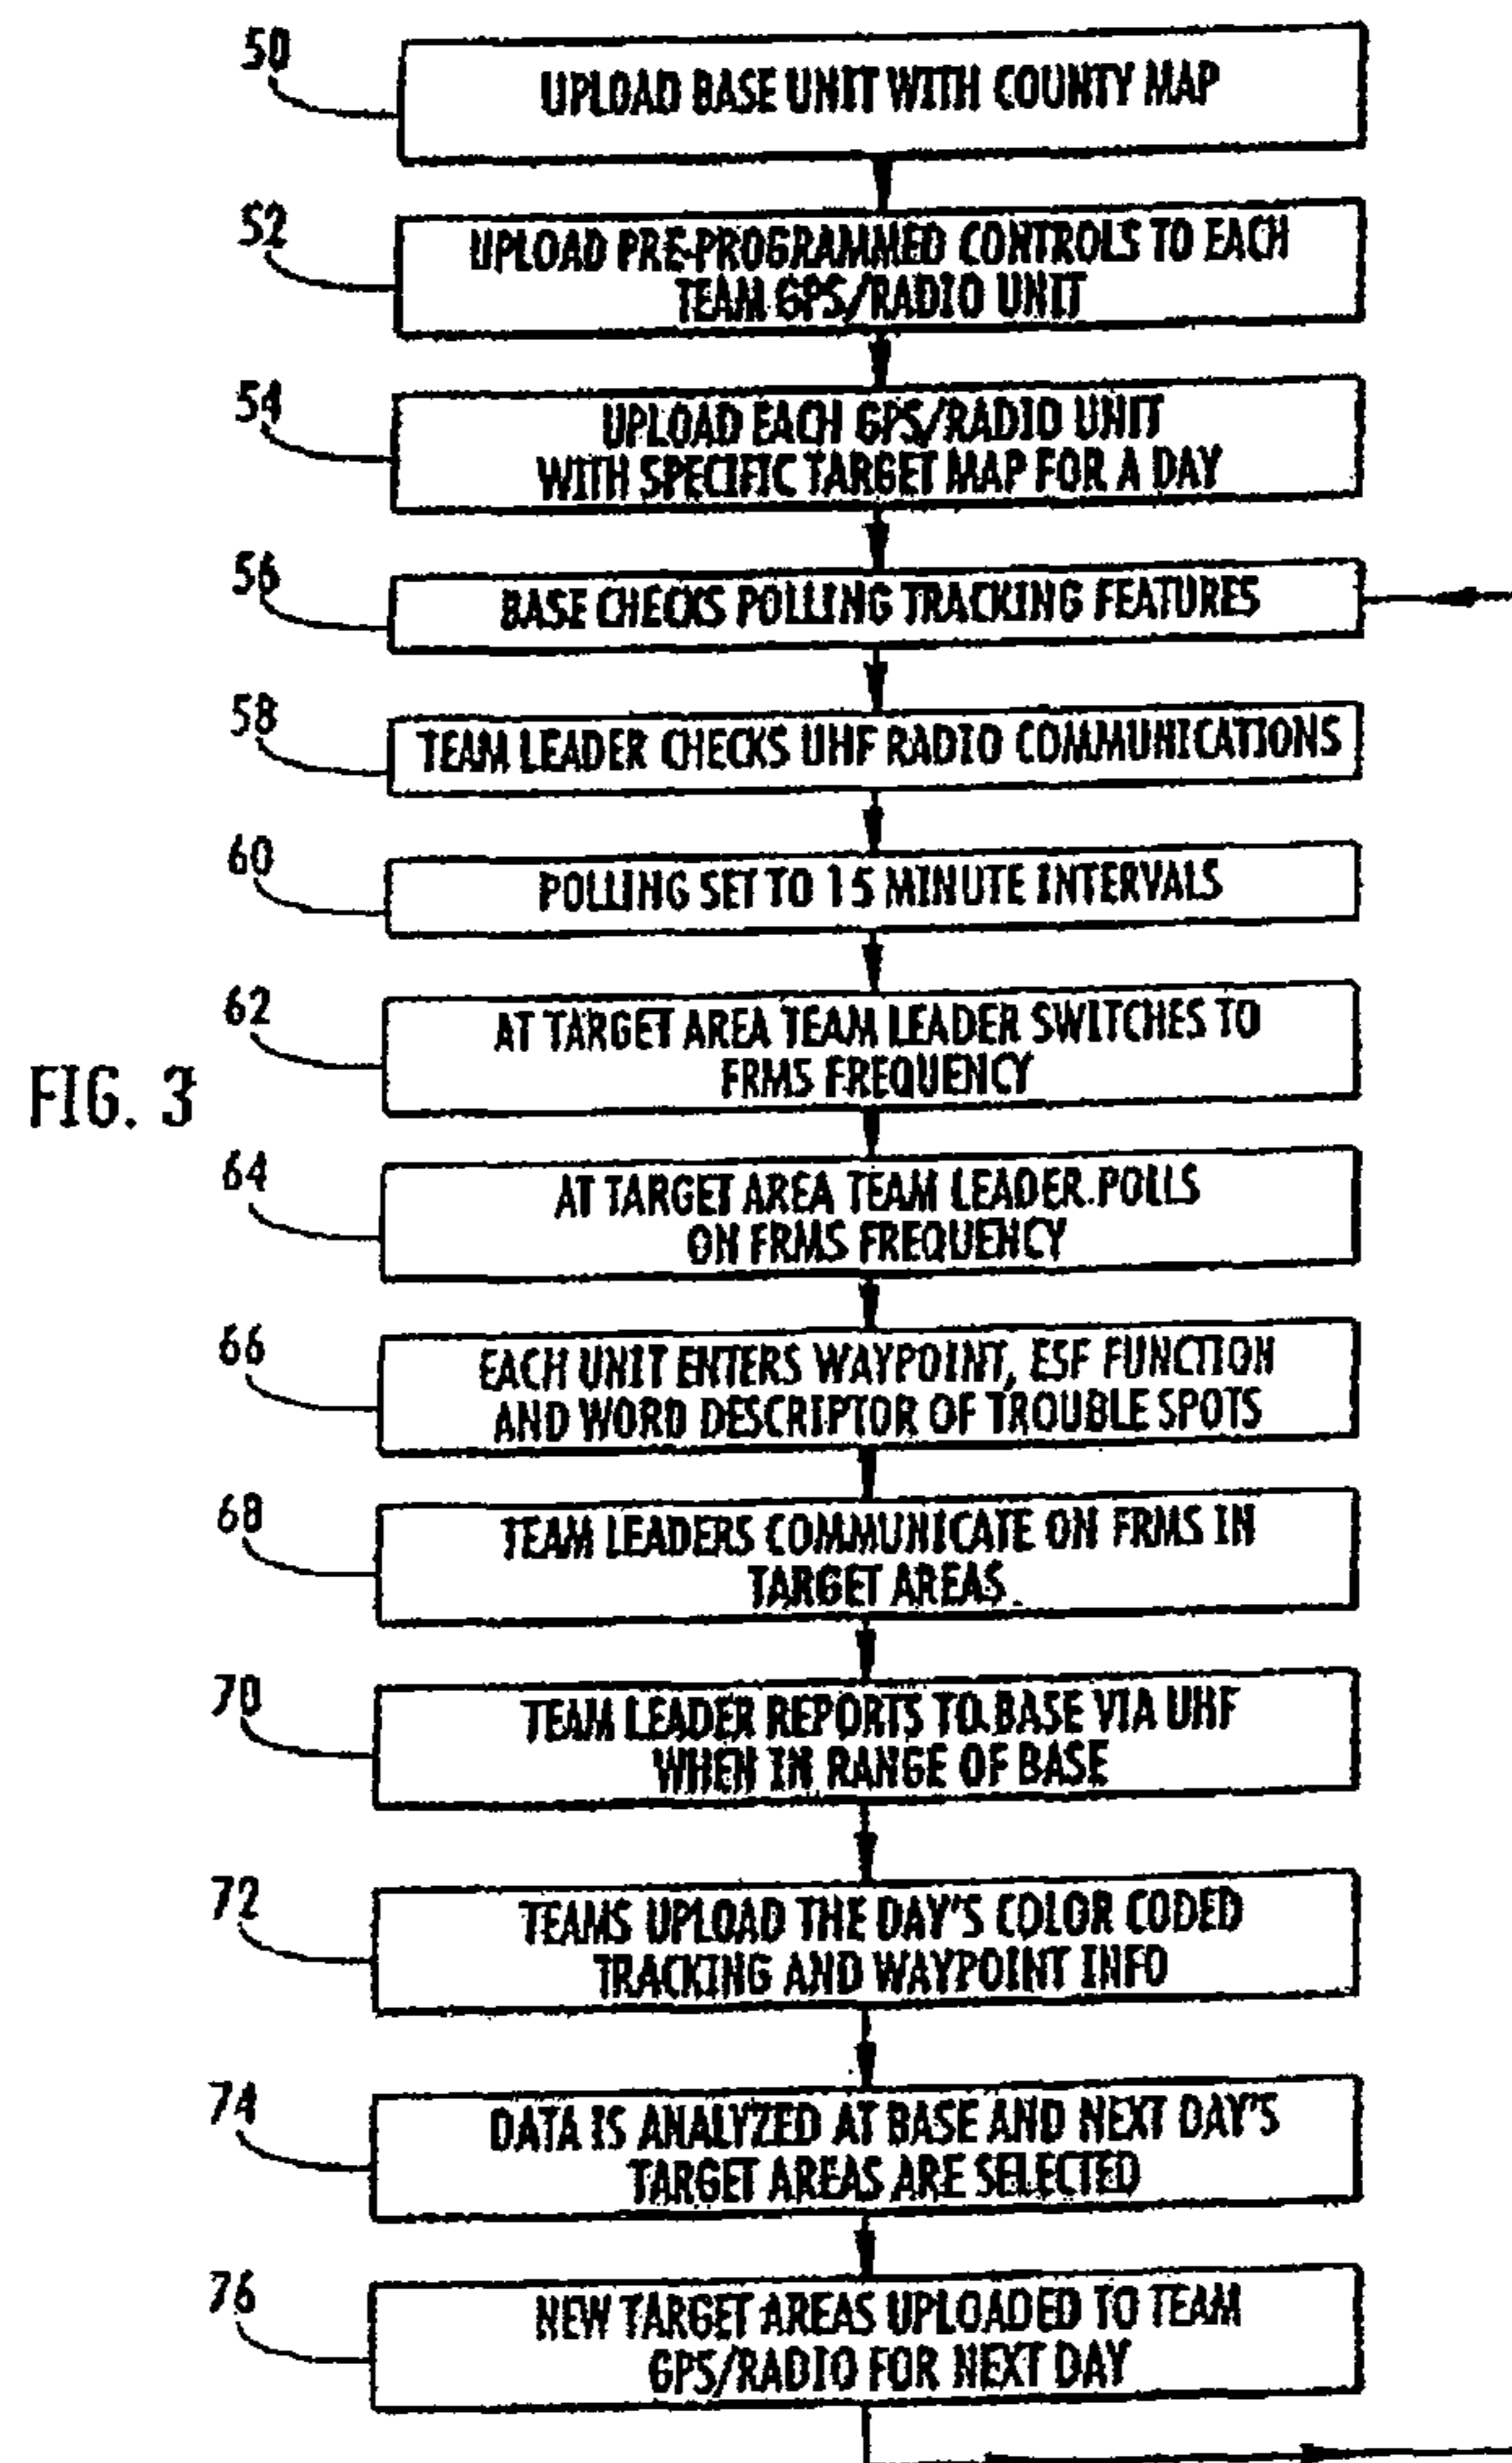 50
UPLOAD BASE UNIT WITH COUNTY MAP
52
UPLOAD PRE-PROGRAMMED CONTROLS TO EACH
TEAM GPS/RADIO UNIT
54
UPLOAD EACH GPS/RADIO UNIT
WITH SPECIFIC TARGET MAP FOR A DAY
56
BASE CHECKS POLLING TRACKING FEATURES
58
TEAM LEADER CHECKS UHF RADIO COMMUNICATIONS
60
POLLING SET TO 15 MINUTE INTERVALS
62
AT TARGET AREA TEAM LEADER SWITCHES TO
FRMS FREQUENCY
FIG. 3
64
AT TARGET AREA TEAM LEADER POLLS
ON FRMS FREQUENCY
66
EACH UNIT ENTERS WAYPOINT, ESF FUNCTION
AND WORD DESCRIPTOR OF TROUBLE SPOTS
68
TEAM LEADERS COMMUNICATE ON FRMS IN
TARGET AREAS.
70
TEAM LEADER REPORTS TO BASE VIA UHF
WHEN IN RANGE OF BASE
72
TEAMS UPLOAD THE DAY'S COLOR CODED
TRACKING AND WAYPOINT INFO
74
DATA IS ANALYZED AT BASE AND NEXT DAY'S
TARGET AREAS ARE SELECTED
76
NEW TARGET AREAS UPLOADED TO TEAM
GPS/RADIO FOR NEXT DAY